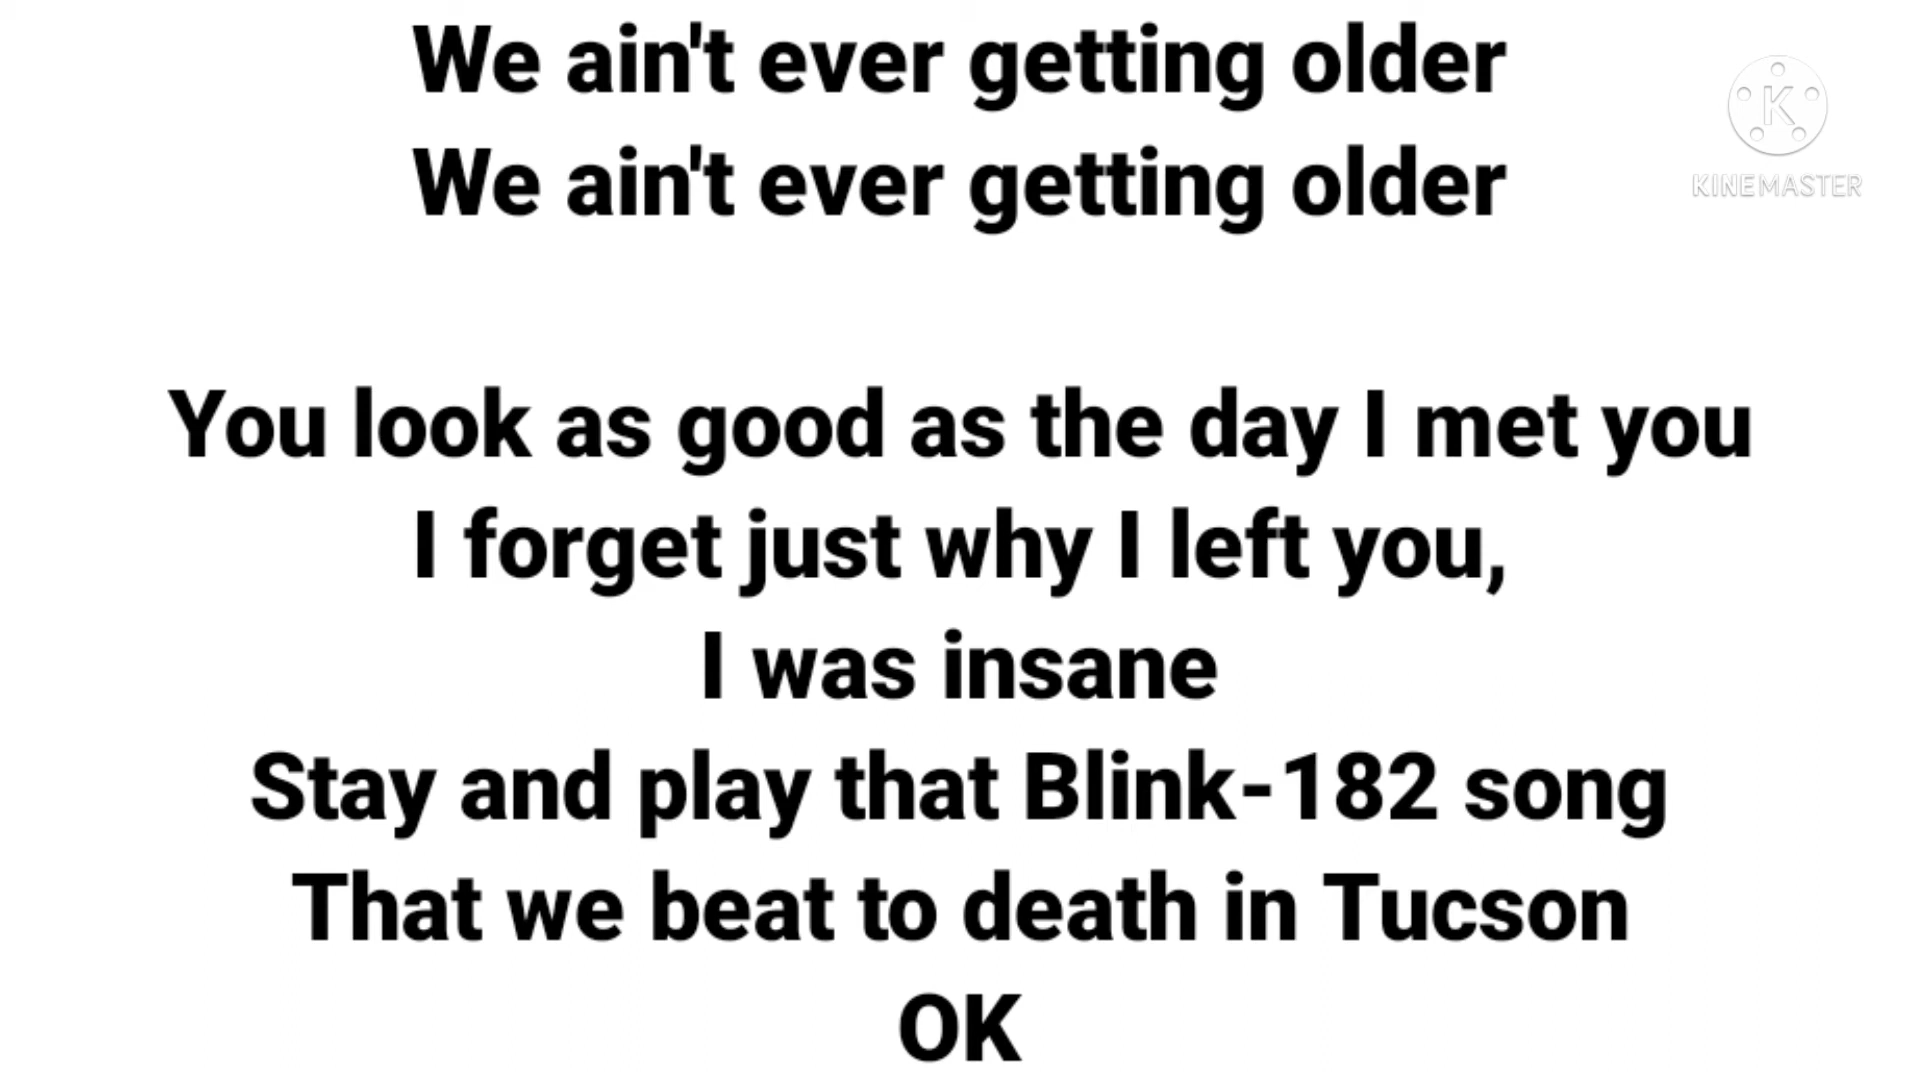 We ain't ever getting older
We ain't ever getting older
You look as good as the day I met you
I forget just why I left you,
I was insane
Stay and play that Blink-182 song
That we beat to death in Tucson
OK
K
KINEMASTER